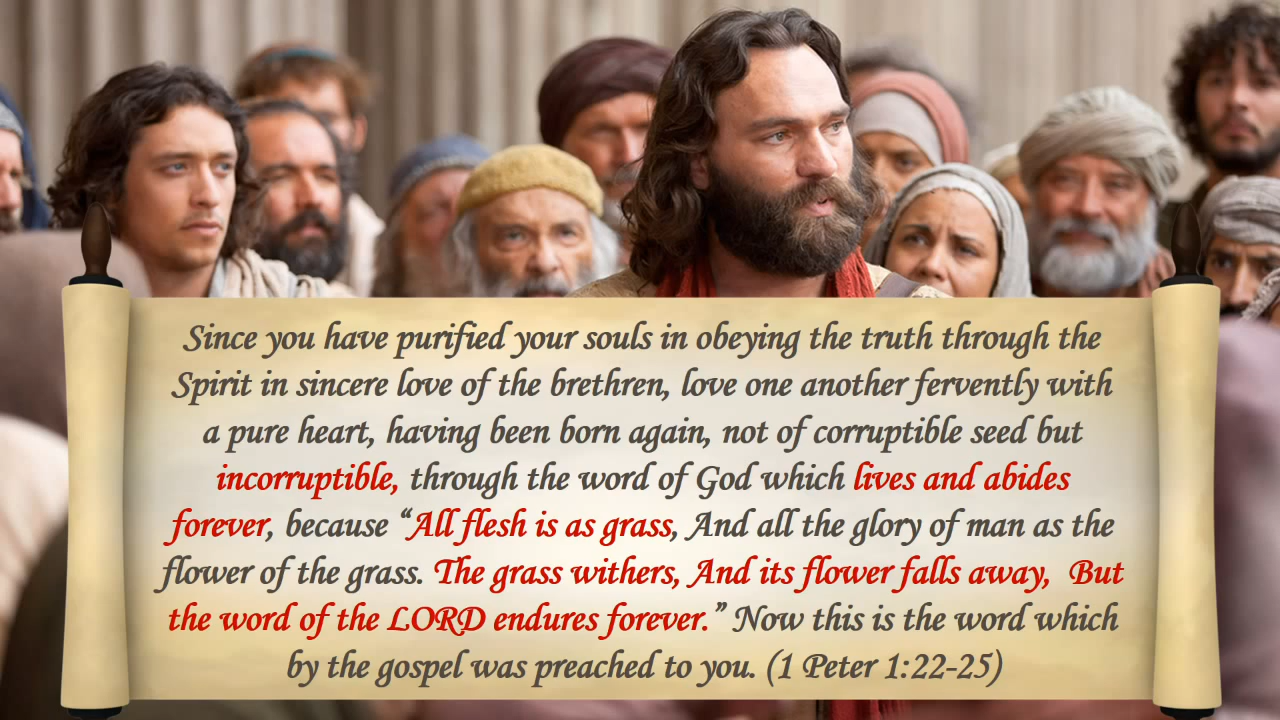 Since you have purified your souls in obeying the truth through the
Spirit in sincere love of the brethren, love one another fervently with
a pure heart, having been born again, not of corruptible seed but
incorruptible, through the word of God which lives and abides
forever, because “All flesh is as grass, And all the glory of man as the
flower of the grass. The grass withers, And its flower falls away,  But
the word of the LORD endures forever.” Now this is the word which
by the gospel was preached to you. (1 Peter 1:22-25)